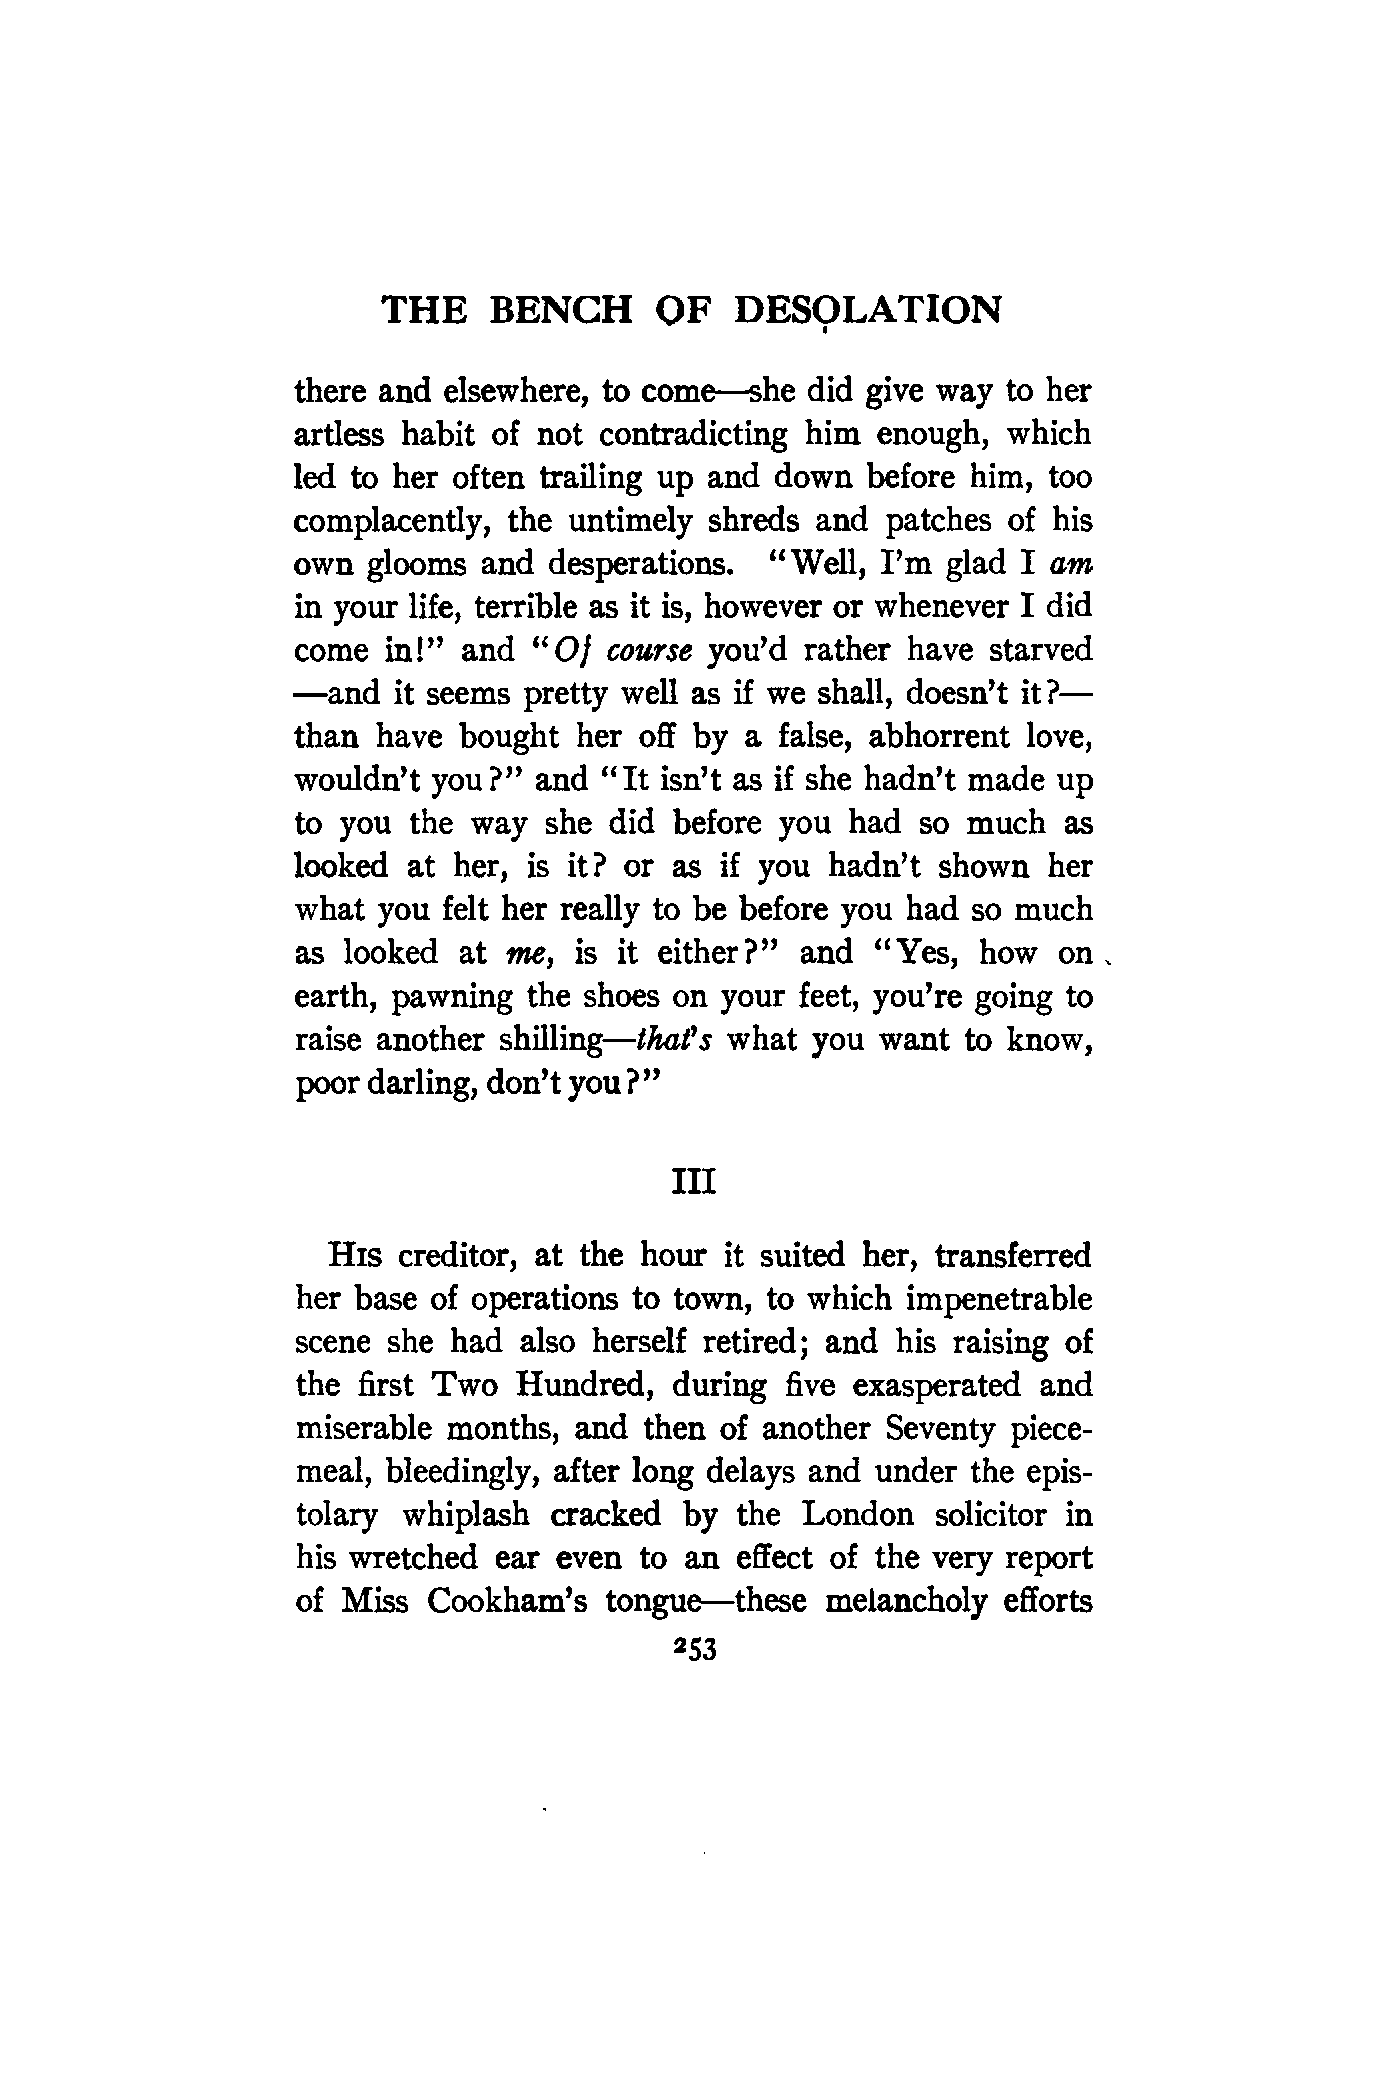 THE BENCH OF DESOLATION
there and elsewhere, to come—she did give way to her
artless habit of not contradicting him enough, which
led to her often trailing up and down before him, too
complacently, the untimely shreds and patches of his
own glooms and desperations. "Well, I'm glad I am
in your life, terrible as it is, however or whenever I did
come in!" and "Of course you'd rather have starved
—and it seems pretty well as if we shall, doesn't it?—
than have bought her off by a false, abhorrent love,
wouldn't you?" and "It isn't as if she hadn't made up
to you the way she did before you had so much as
looked at her, is it? or as if you hadn't shown her
what you felt her really to be before you had so much
as looked at me, is it either?" and "Yes, how on
earth, pawning the shoes on your feet, you're going to
raise another shilling—that's what you want to know,
poor darling, don't you?"
III
His creditor, at the hour it suited her, transferred
her base of operations to town, to which impenetrable
scene she had also herself retired; and his raising of
the first Two Hundred, during five exasperated and
miserable months, and then of another Seventy piece-
meal, bleedingly, after long delays and under the epis-
tolary whiplash cracked by the London solicitor in
his wretched ear even to an effect of the very report
of Miss Cookham's tongue—these melancholy efforts
253